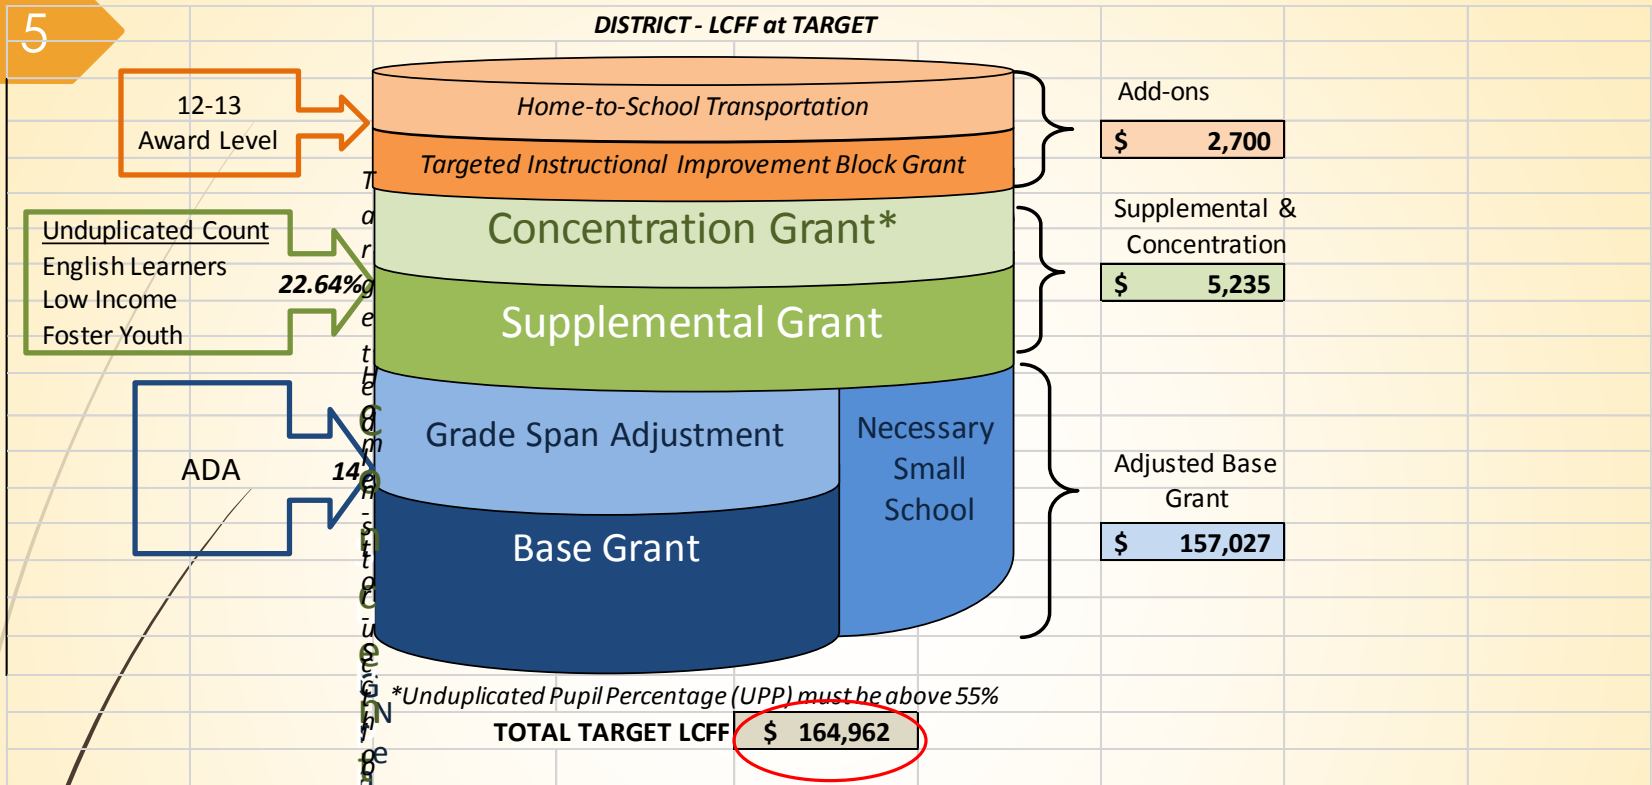 5
DISTRICT - LCFF at TARGET
12-13
Award Level
Home-to-School Transportation
Targeted Instructional Improvement Block Grant
Add-ons
$ 2,700
Unduplicated Count
English Learners
Low Income
Foster Youth
22.64%
Concentration Grant*
Supplemental Grant
Supplemental &
Concentration
$ 5,235
ADA
14
Grade Span Adjustment
Base Grant
Necessary
Small
School
Adjusted Base
Grant
$ 157,027
*Unduplicated Pupil Percentage (UPP) must be above 55%
TOTAL TARGET LCFF $ 164,962